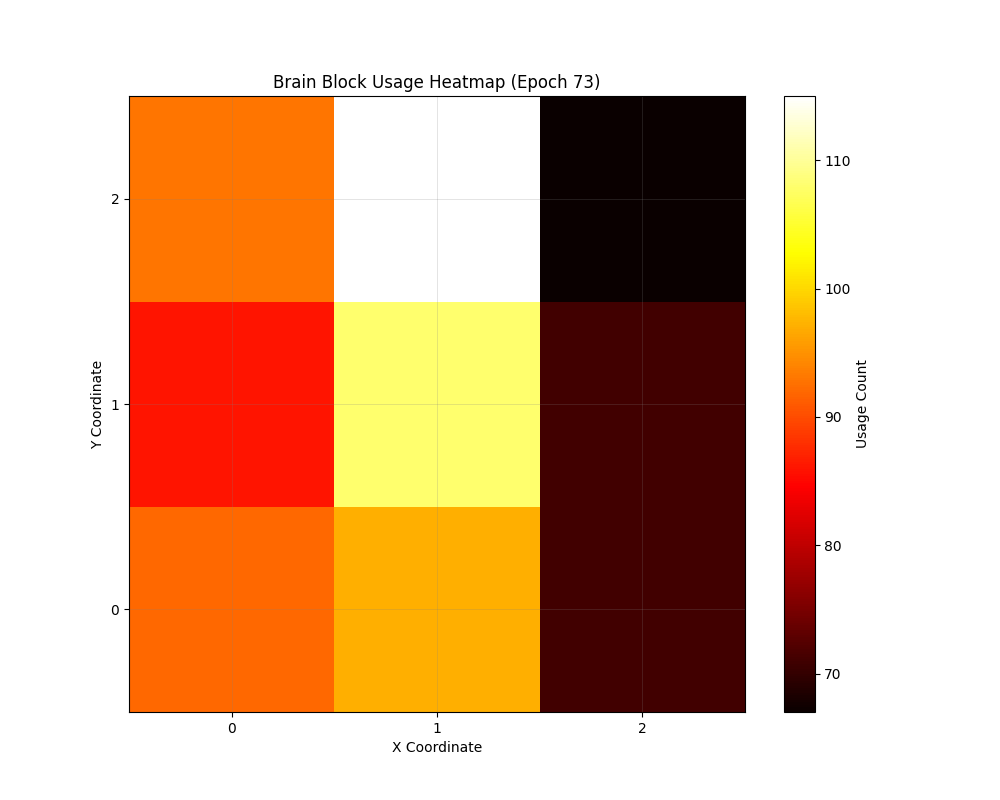 Brain Block Usage Heatmap (Epoch 73)
2
1
0
Y Coordinate
0 1 2
X Coordinate
110
100
90
80
70
Usage Count